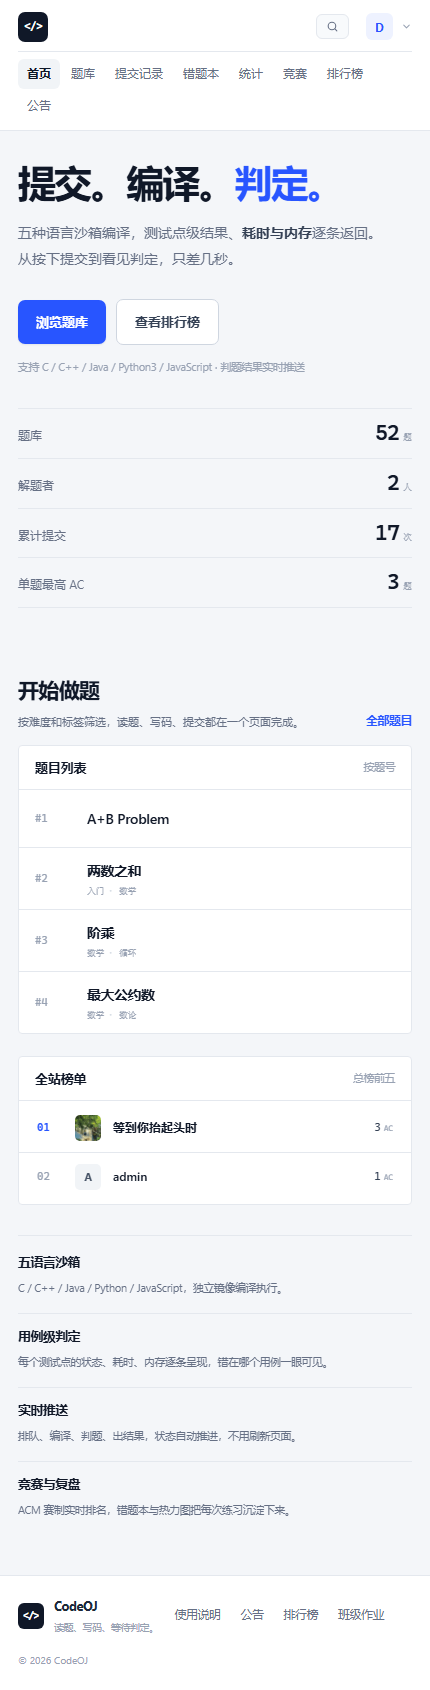 </>
D
首页 题库 提交记录 错题本 统计 竞赛 排行榜
公告
提交。编译。判定。
五种语言沙箱编译，测试点级结果、耗时与内存逐条返回。
从按下提交到看见判定，只差几秒。
浏览题库 查看排行榜
支持 C / C++ / Java / Python3 / JavaScript · 判题结果实时推送
题库 52 题
解题者 2 人
累计提交 17 次
单题最高 AC 3 题
开始做题
按难度和标签筛选，读题、写码、提交都在一个页面完成。 全部题目
题目列表 按题号
#1 A+B Problem
#2 两数之和
入门 · 数学
#3 阶乘
数学 · 循环
#4 最大公约数
数学 · 数论
全站榜单 总榜前五
01 等到你抬起头时 3 AC
02 A admin 1 AC
五语言沙箱
C / C++ / Java / Python / JavaScript，独立镜像编译执行。
用例级判定
每个测试点的状态、耗时、内存逐条呈现，错在哪个用例一眼可见。
实时推送
排队、编译、判题、出结果，状态自动推进，不用刷新页面。
竞赛与复盘
ACM 赛制实时排名，错题本与热力图把每次练习沉淀下来。
</> CodeOJ
读题、写码、等待判定。
使用说明 公告 排行榜 班级作业
© 2026 CodeOJ